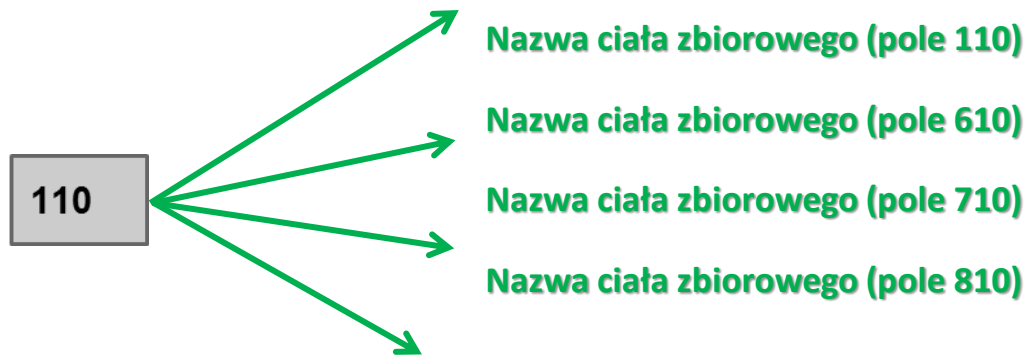 110
Nazwa ciała zbiorowego (pole 110)
Nazwa ciała zbiorowego (pole 610)
Nazwa ciała zbiorowego (pole 710)
Nazwa ciała zbiorowego (pole 810)